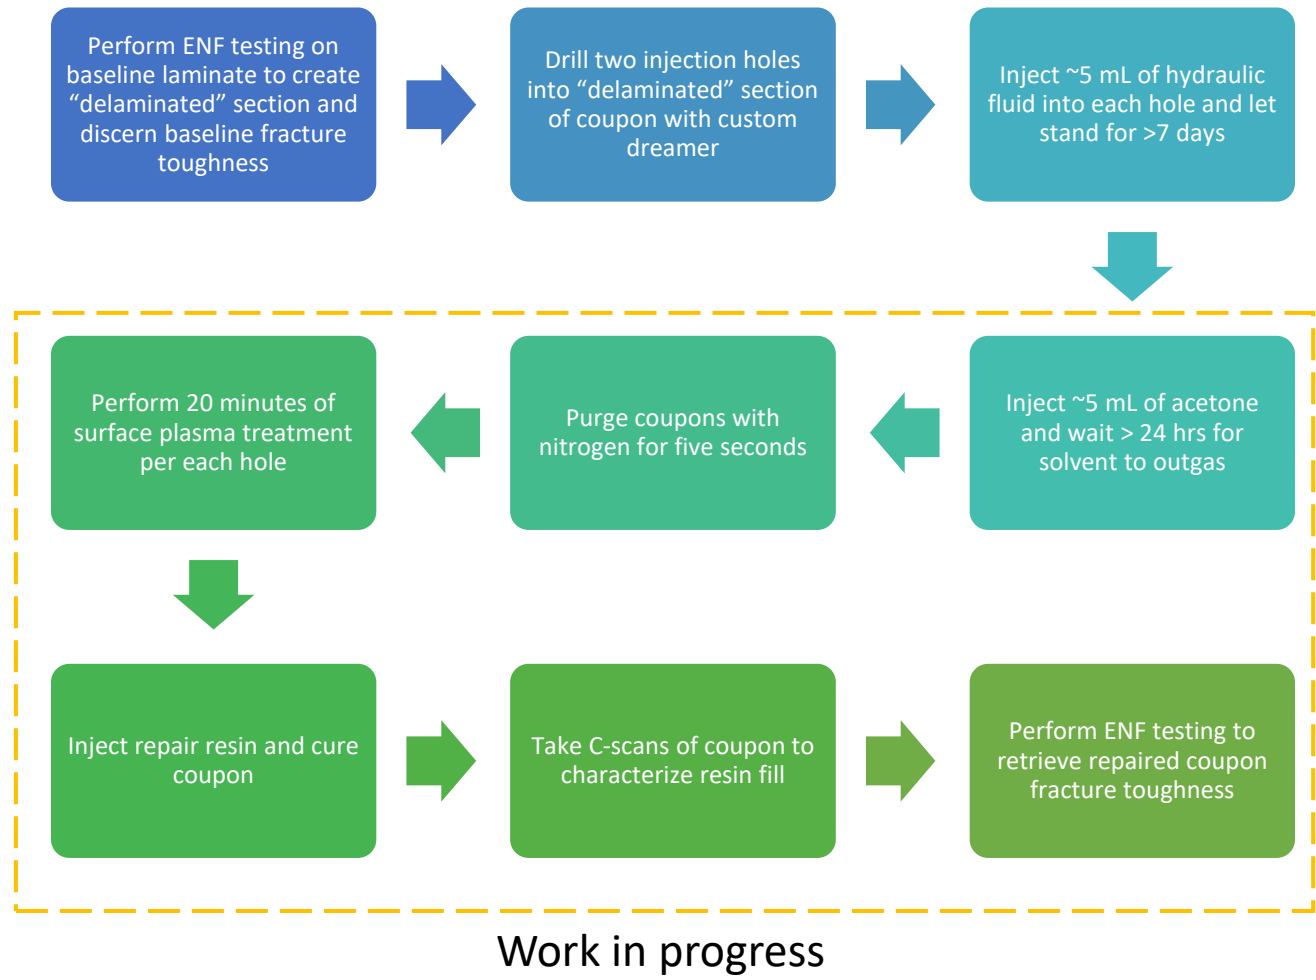 Perform ENF testing on
baseline laminate to create
“delaminated” section and
discern baseline fracture
toughness
Drill two injection holes
into “delaminated” section
of coupon with custom
dreamer
Inject ~5 mL of hydraulic
fluid into each hole and let
stand for >7 days
Inject ~5 mL of acetone
and wait > 24 hrs for
solvent to outgas
Purge coupons with
nitrogen for five seconds
Perform 20 minutes of
surface plasma treatment
per each hole
Inject repair resin and cure
coupon
Take C-scans of coupon to
characterize resin fill
Perform ENF testing to
retrieve repaired coupon
fracture toughness
Work in progress